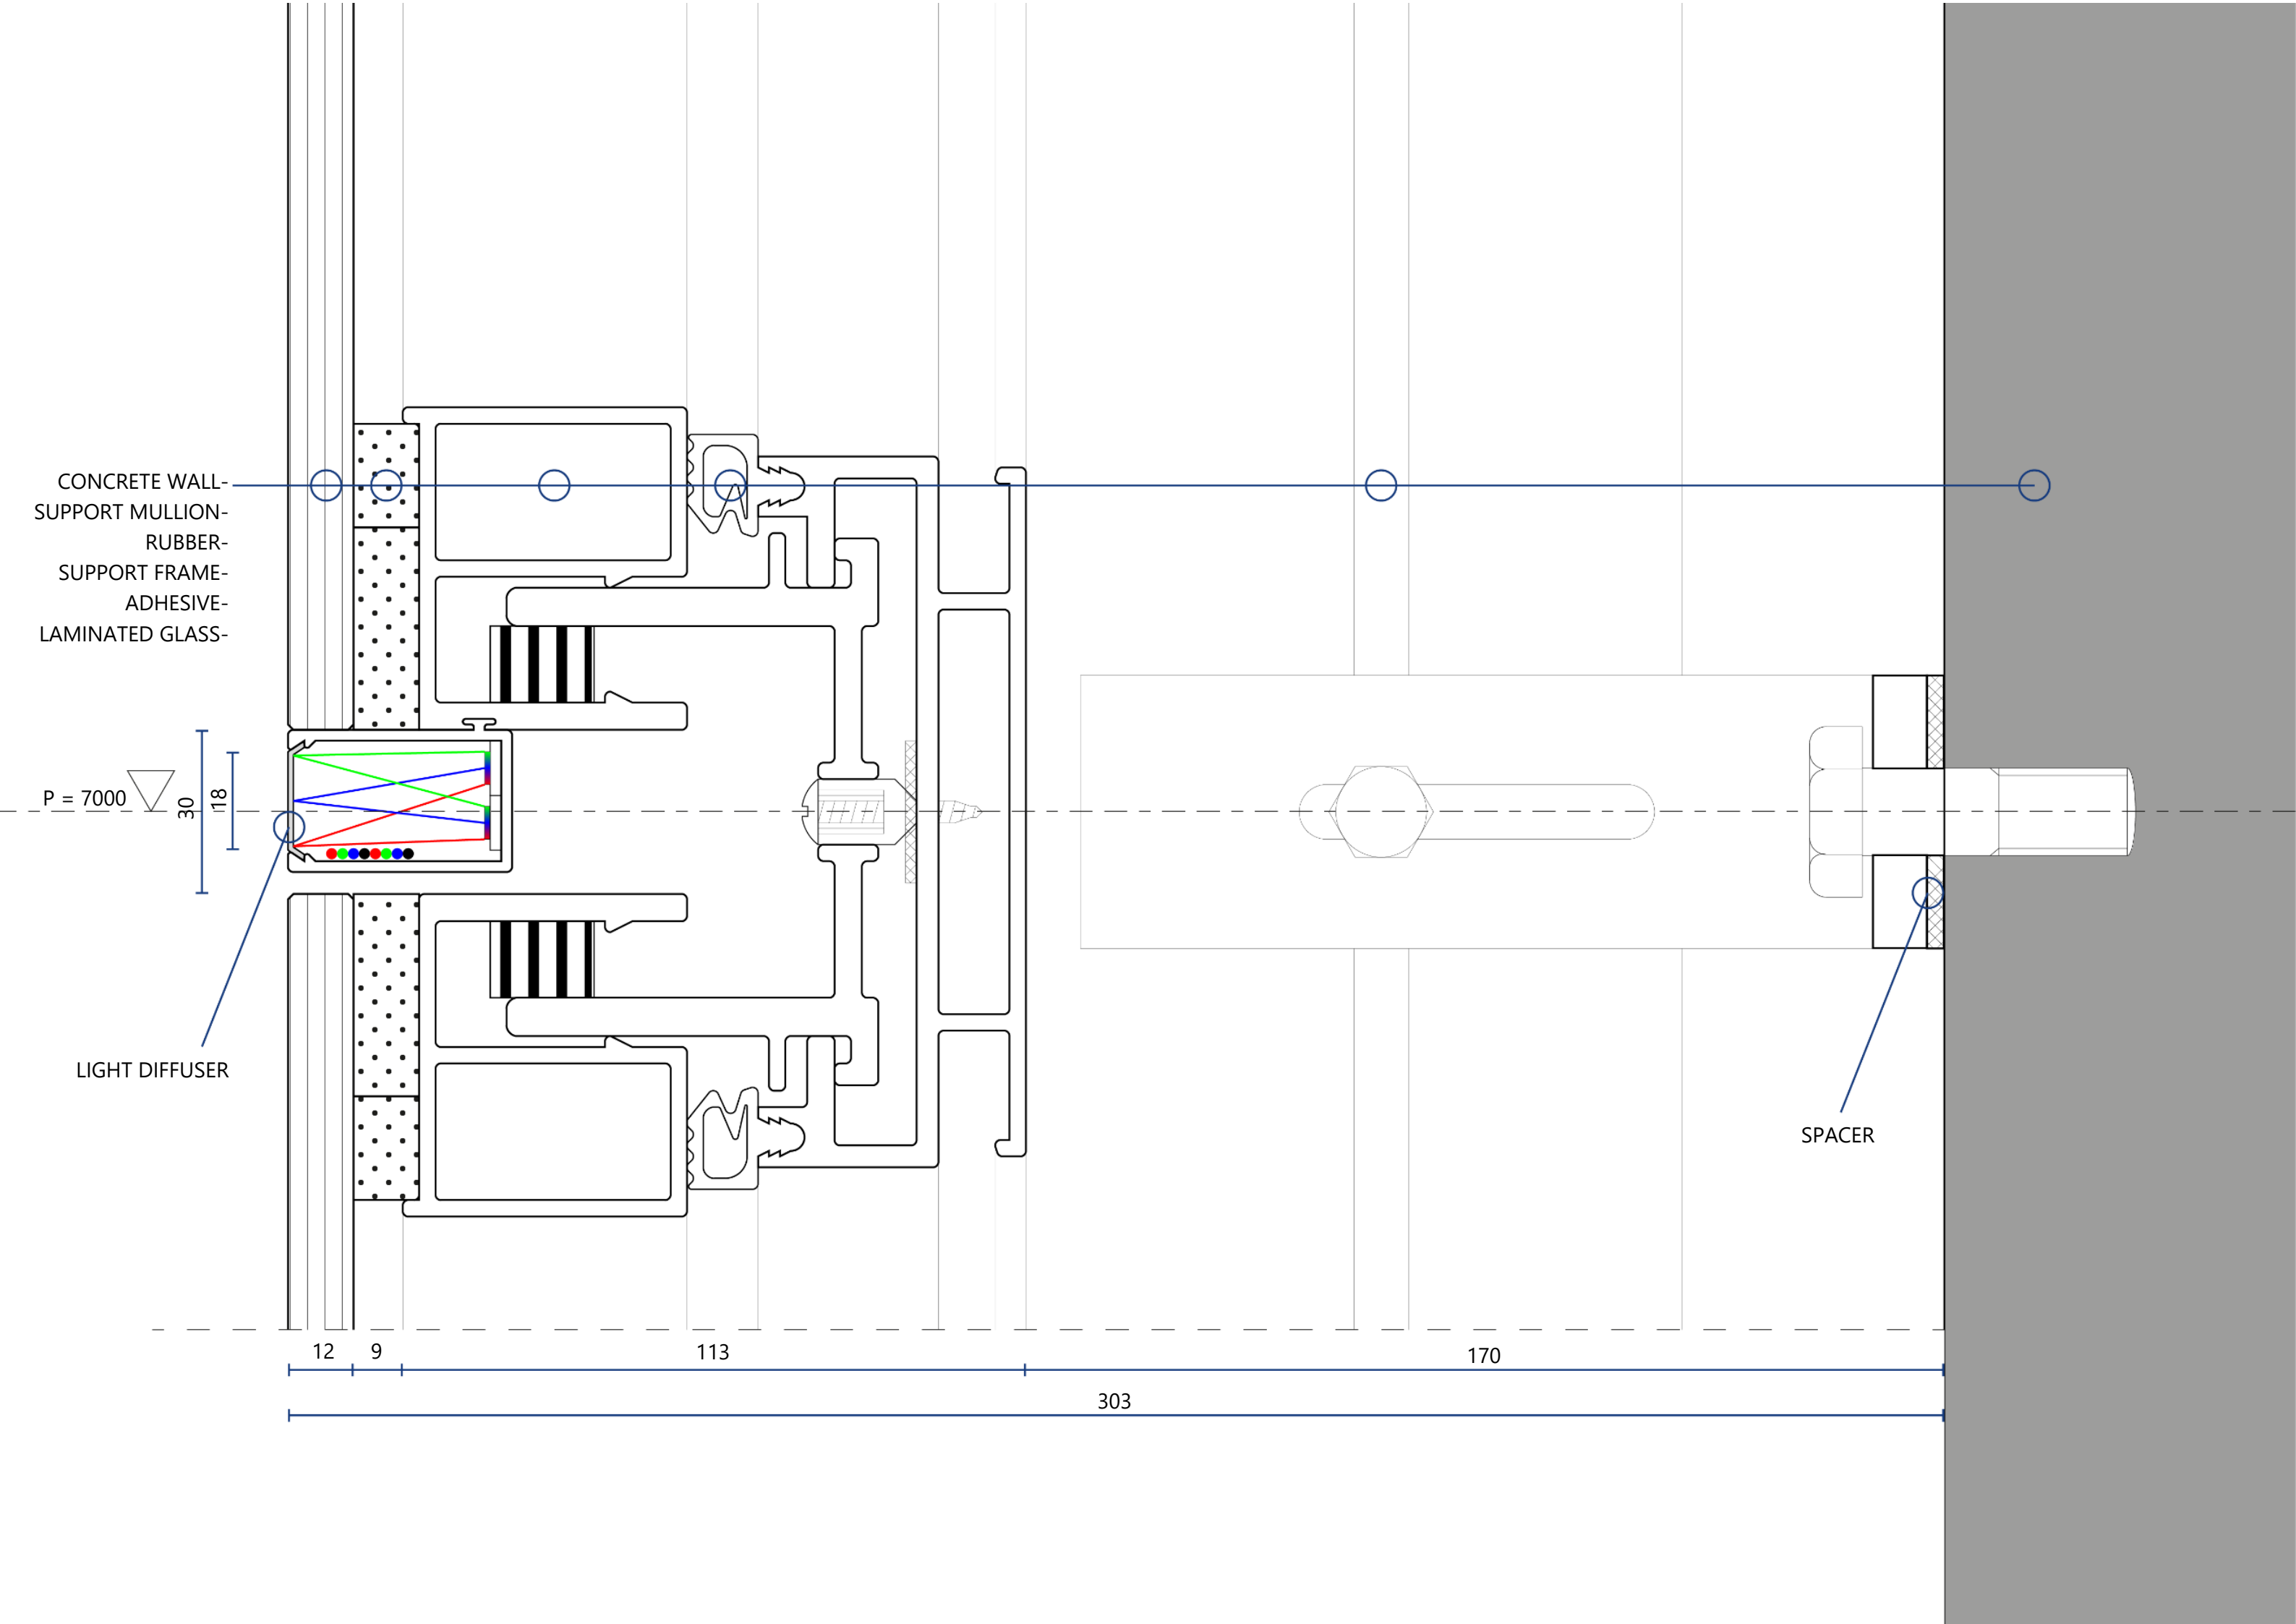 CONCRETE WALL-
SUPPORT MULLION-
RUBBER-
SUPPORT FRAME-
ADHESIVE-
LAMINATED GLASS-
P = 7000
30
18
LIGHT DIFFUSER
SPACER
12
9
113
170
303